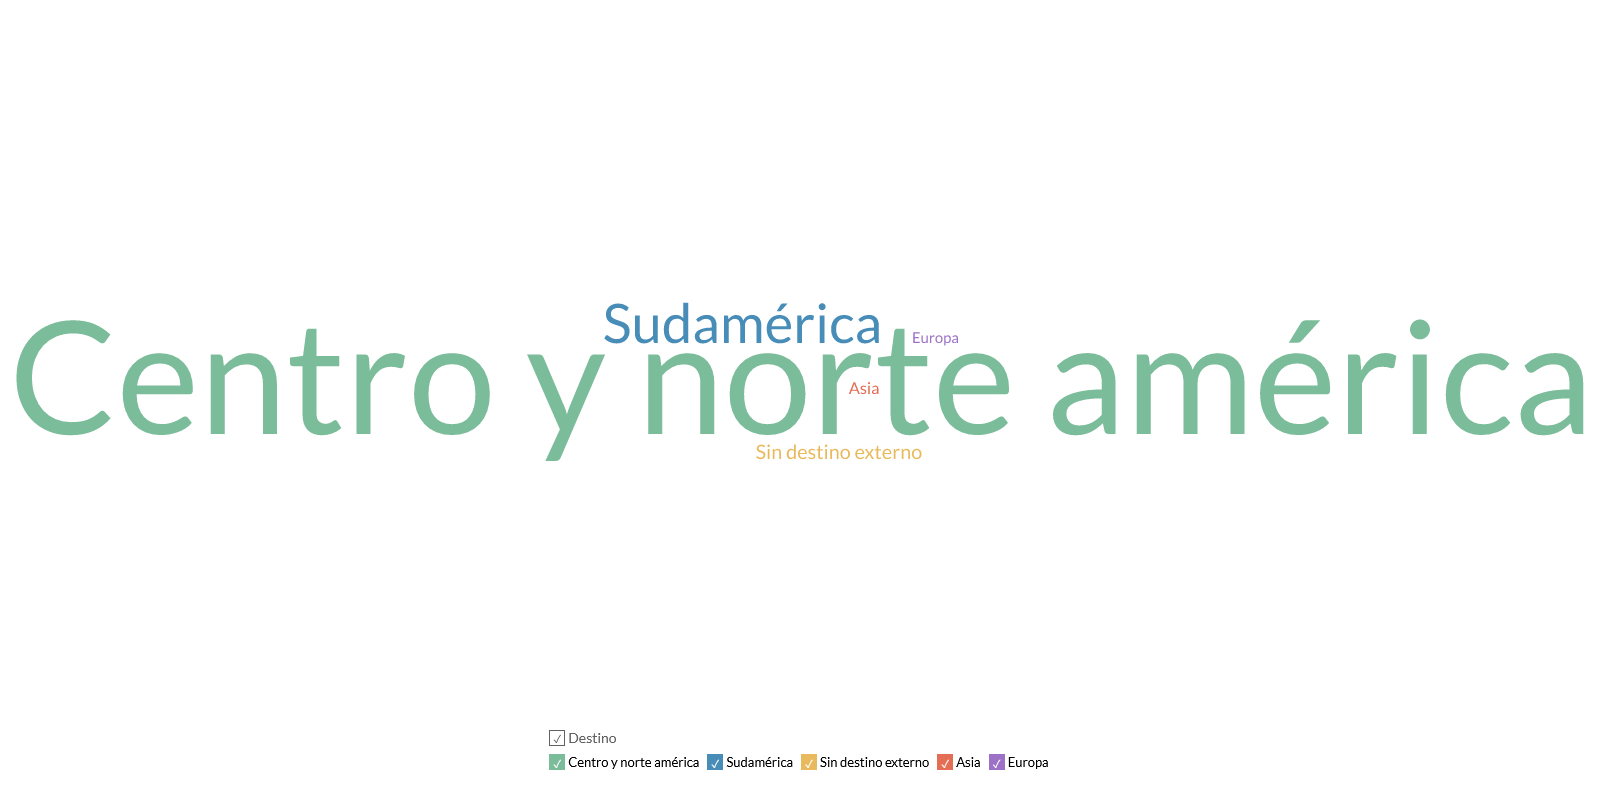 Sudamérica
Europa
Centro y norte américa
Asia
Sin destino externo
Destino
Centro y norte américa Sudamérica Sin destino externo Asia Europa